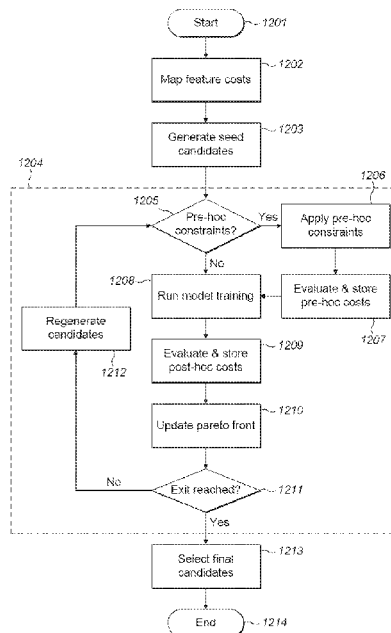 Start
1201
Map feature costs
1202
Generate seed
candidates
1203
1204
1205
Pre-hoc
constraints?
Yes
No
1206
Apply pre-hoc
constraints
Evaluate & store
pre-hoc costs
1207
1208
Run model training
Regenerate
candidates
1212
Evaluate & store
post-hoc costs
1209
Update pareto front
1210
Exit reached?
1211
No
Yes
Select final
candidates
1213
End
1214